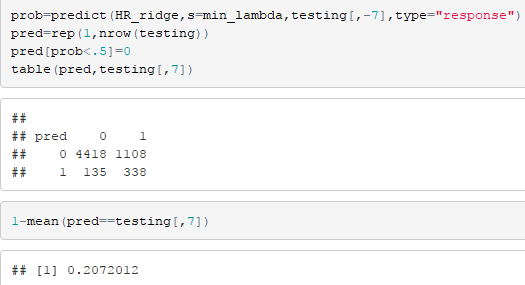 prob=predict(HR_ridge,s=min_lambda,testing[,-7],type="response")
pred=rep(1,nrow(testing))
pred[prob<.5]=0
table(pred,testing[,7])
##
## pred    0    1
##    0 4418 1108
##    1  135  338
1-mean(pred==testing[,7])
## [1] 0.2072012